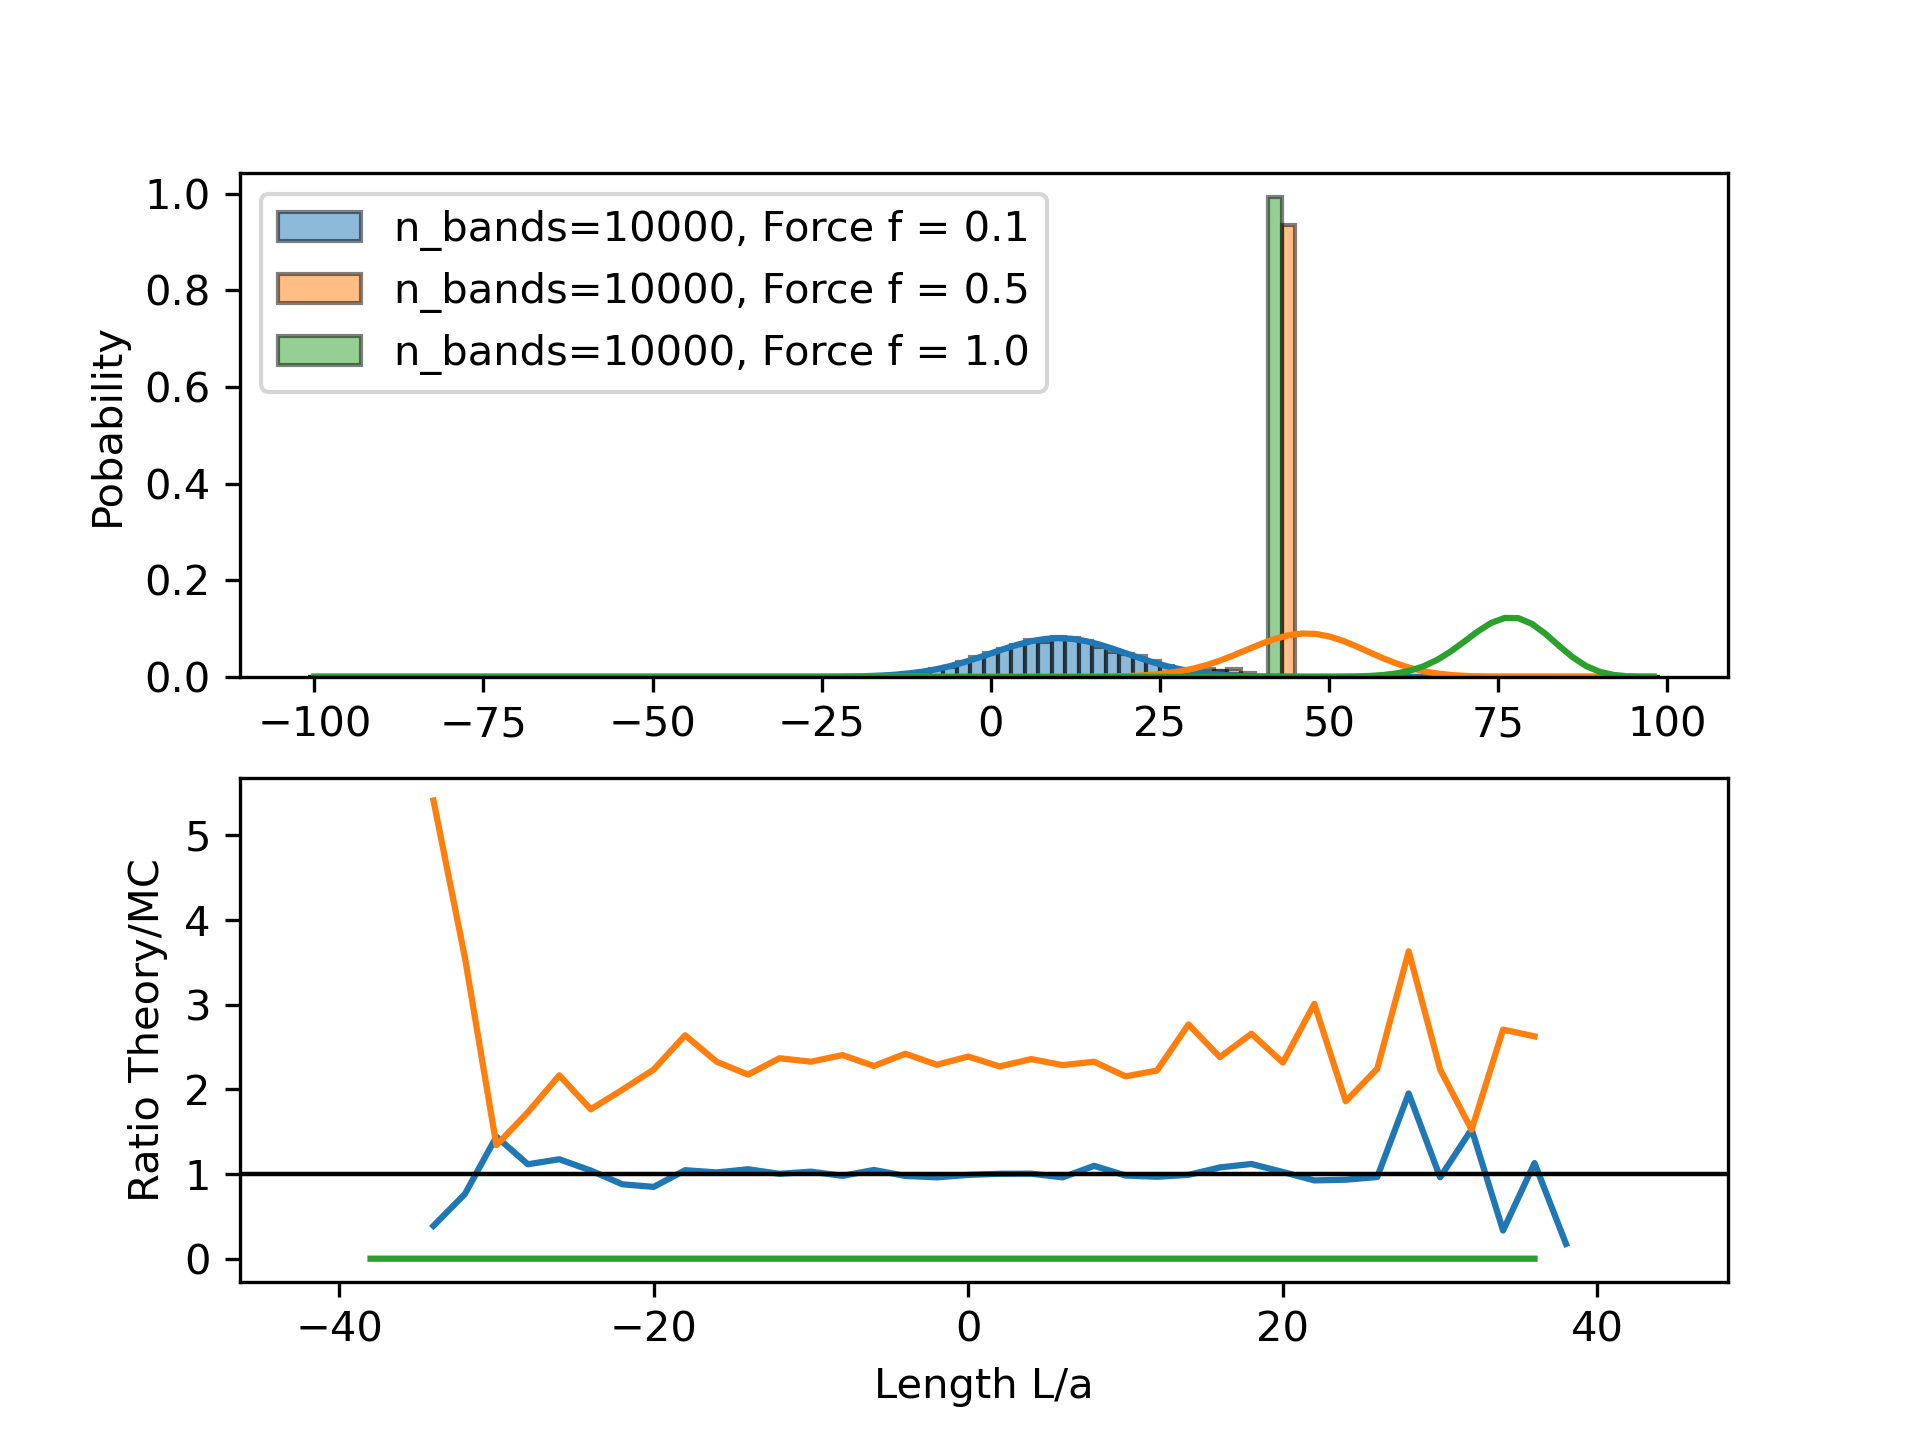 1.0
0.8
0.6
0.4
0.2
0.0
Pobability
n_bands=10000, Force f = 0.1
n_bands=10000, Force f = 0.5
n_bands=10000, Force f = 1.0
−100 −75 −50 −25 0 25 50 75 100
5
4
3
2
1
0
Ratio Theory/MC
−40 −20 0 20 40
Length L/a